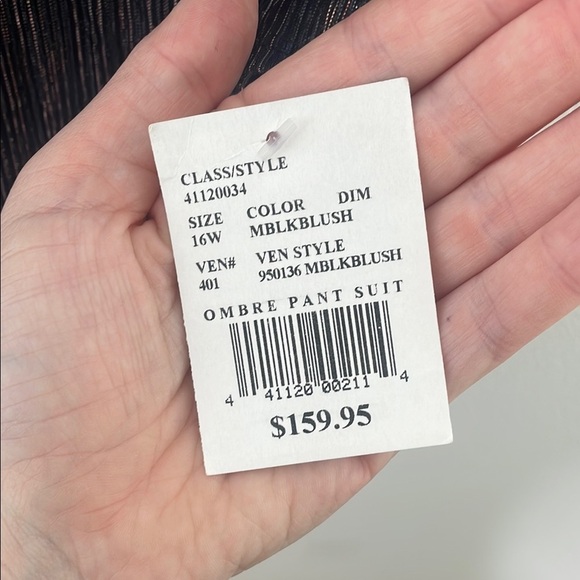 CLASS/STYLE
41120034
SIZE COLOR DIM
16W MBLKBLUSH
VEN# VEN STYLE
401 950136 MBLKBLUSH
OMBRE PANT SUIT
4 41120 00211 4
$159.95